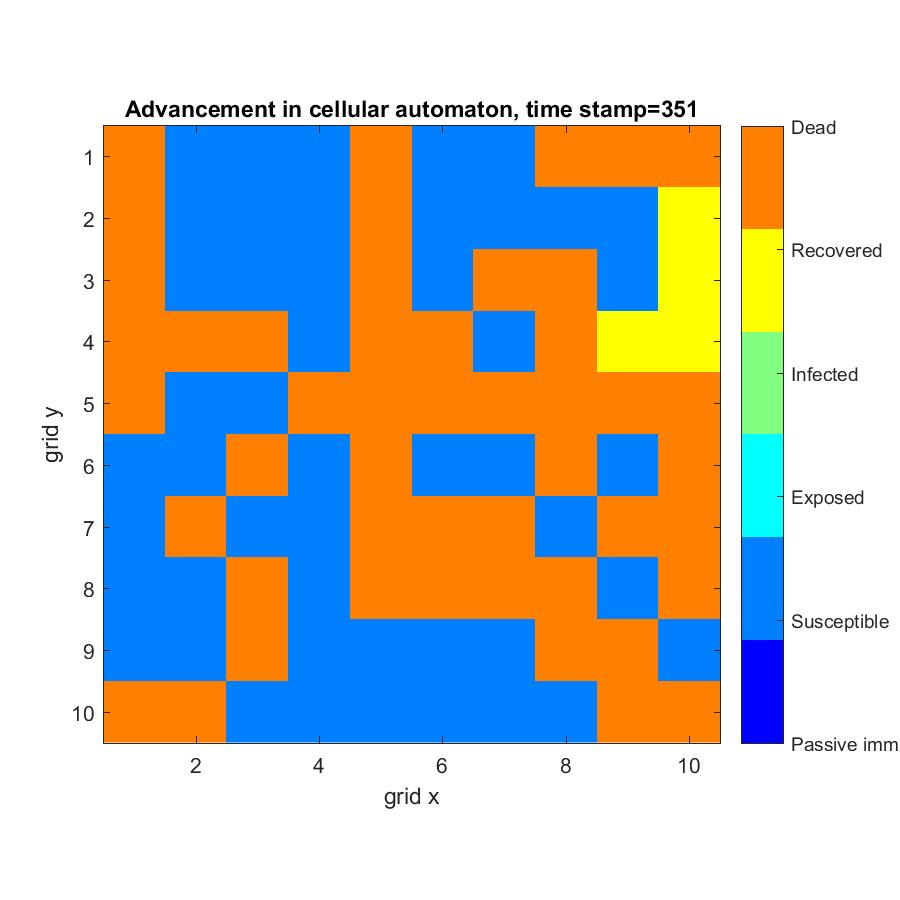 Advancement in cellular automaton, time stamp=351
Dead
Recovered
Infected
Exposed
Susceptible
Passive imm
grid y
1
2
3
4
5
6
7
8
9
10
2 4 6 8 10
grid x